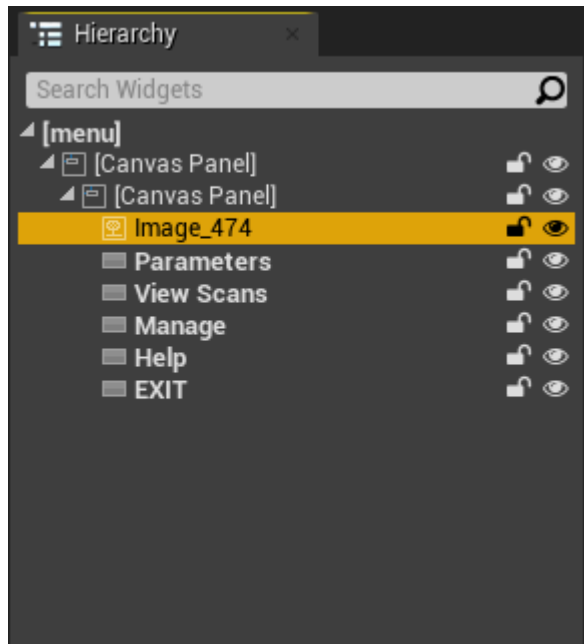 Hierarchy
Search Widgets
[menu]
[Canvas Panel]
[Canvas Panel]
Image_474
Parameters
View Scans
Manage
Help
EXIT